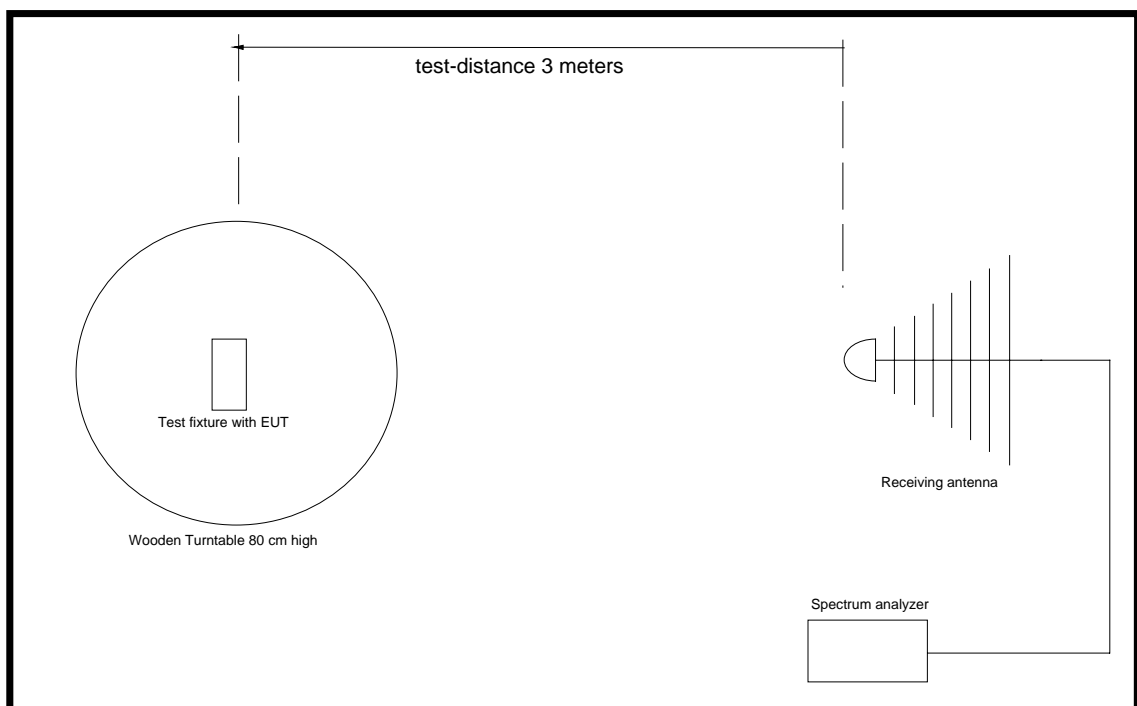 test-distance 3 meters
Test fixture with EUT
Receiving antenna
Wooden Turntable 80 cm high
Spectrum analyzer